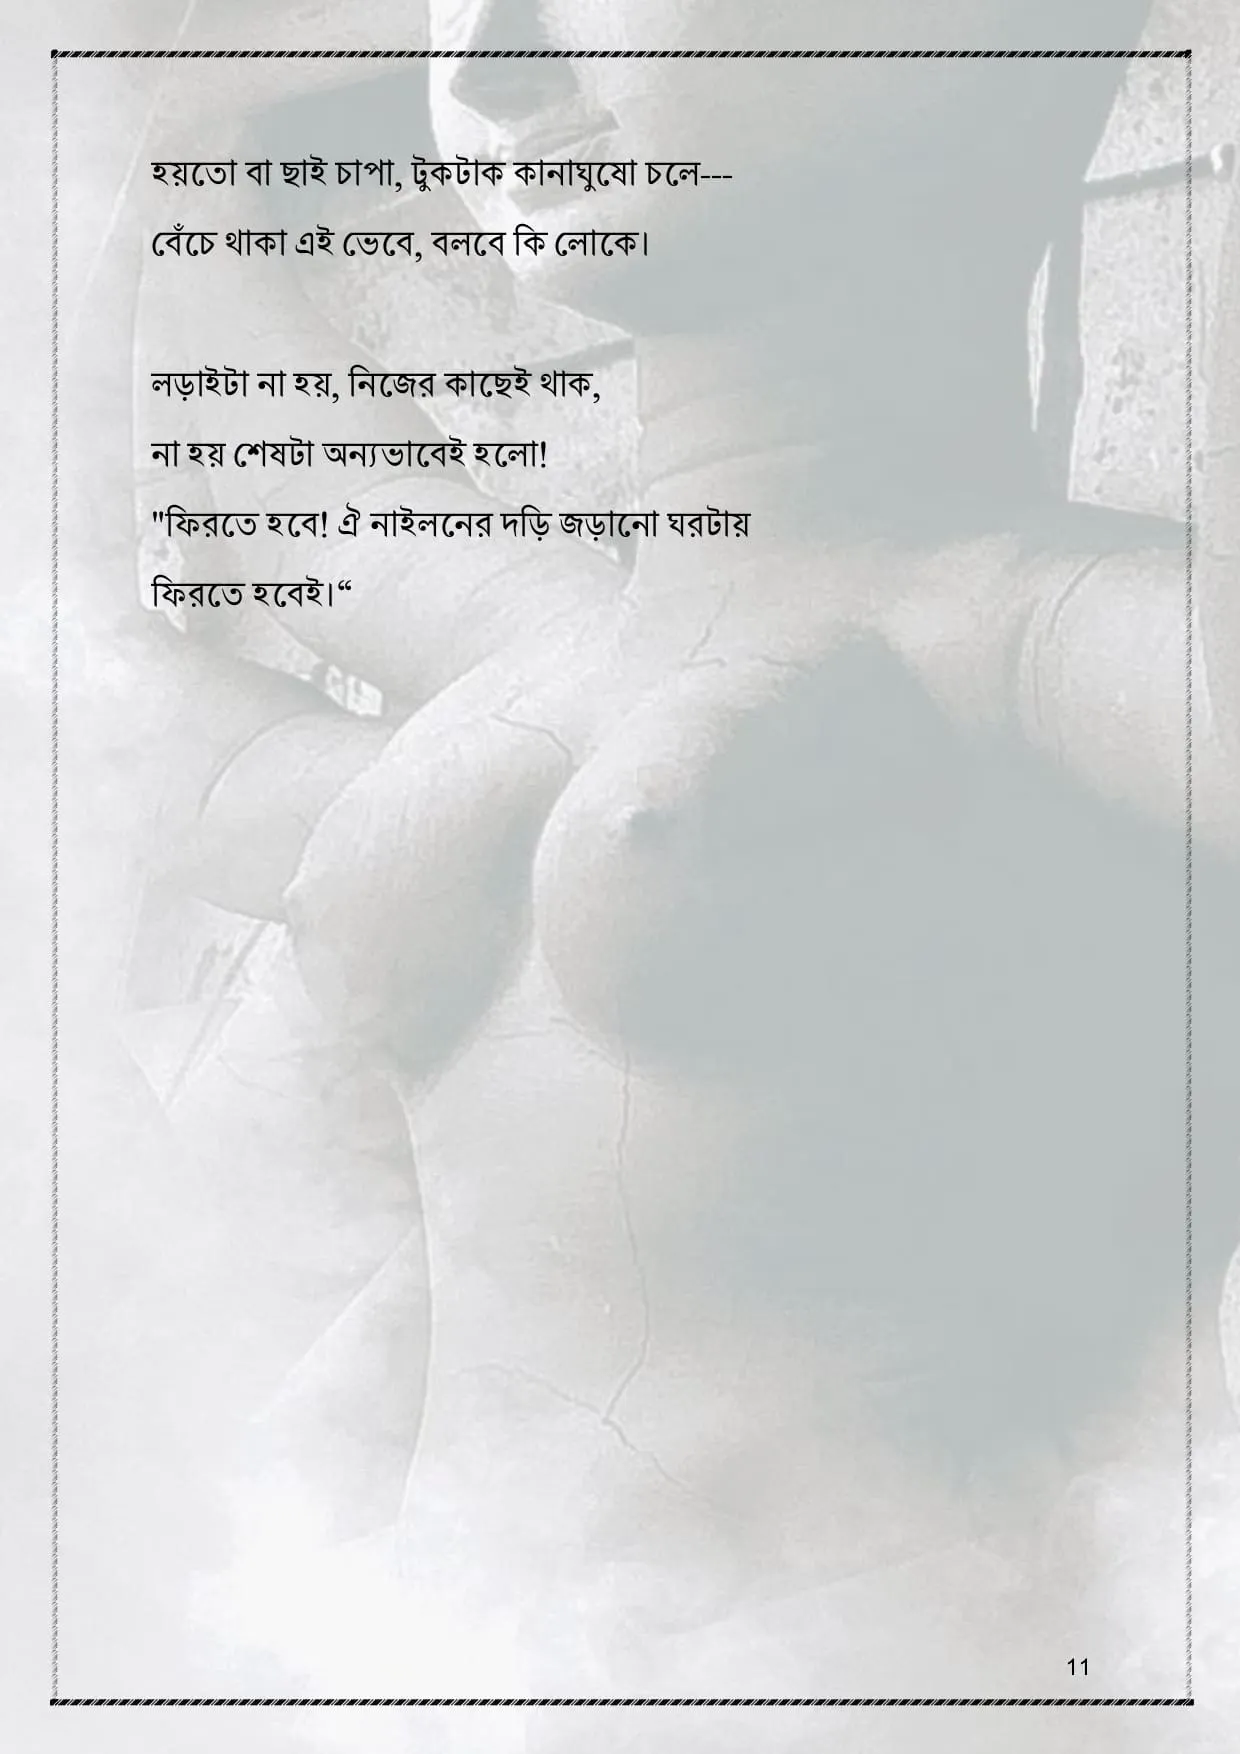 হয়তো বা ছাই চাপা, টুকটাক কানাঘুষো চলে---
বেঁচে থাকা এই ভেবে, বলবে কি লোকে।
লড়াইটা না হয়, নিজের কাছেই থাক,
না হয় শেষটা অন্যভাবেই হলো!
"ফিরতে হবে! ঐ নাইলনের দড়ি জড়ানো ঘরটায়
ফিরতে হবেই।“
11